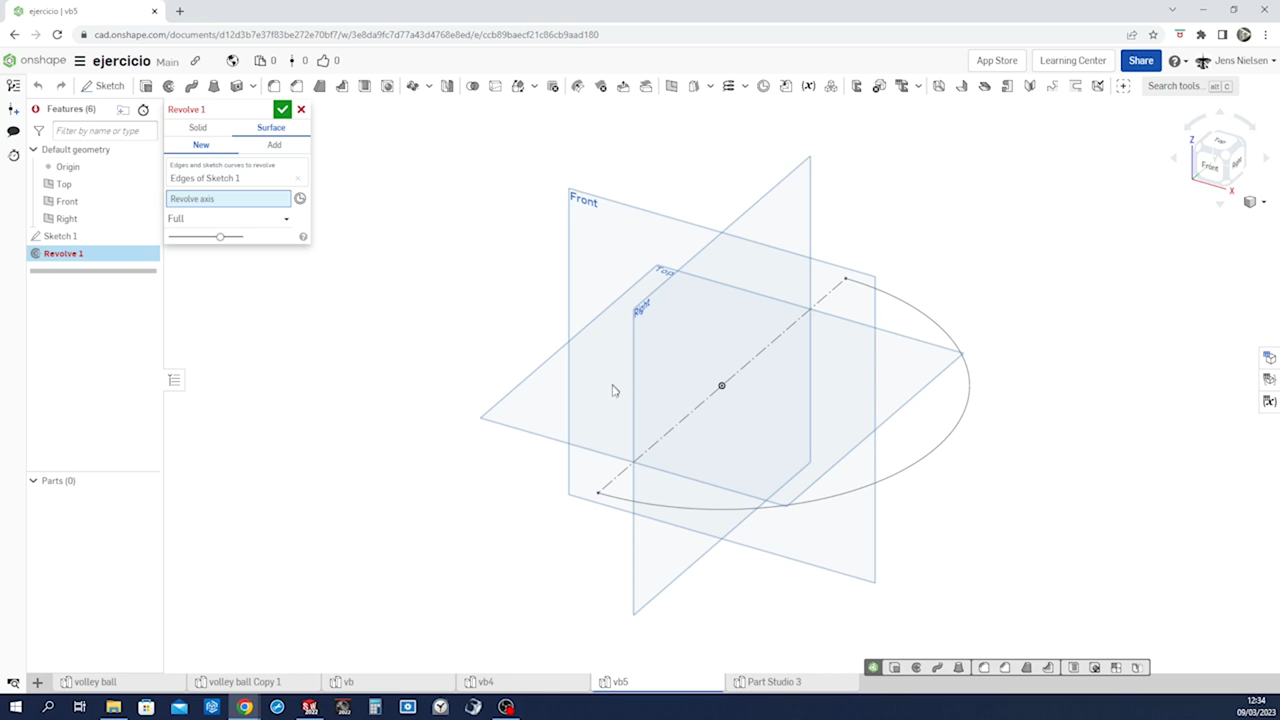 ejercicio | vb5
cad.onshape.com/documents/d12d3b7e37f83be272e70bf7/w/3e8da9fc7d77a43d4768e8ed/e/ccb89baecf21c86cb9aad180
onshape
ejercicio Main
0
0
0
App Store
Learning Center
Share
Jens Nielsen
Sketch
Search tools...
alt
C
Features (6)
Filter by name or type
Default geometry
Origin
Top
Front
Right
Sketch 1
Revolve 1
Parts (0)
Revolve 1
Solid
Surface
New
Add
Edges and sketch curves to revolve
Edges of Sketch 1
Revolve axis
Full
Front
Top
Right
Z
Top
Front
Right
X
volley ball
volley ball Copy 1
vb
vb4
vb5
Part Studio 3
12:34
09/03/2023